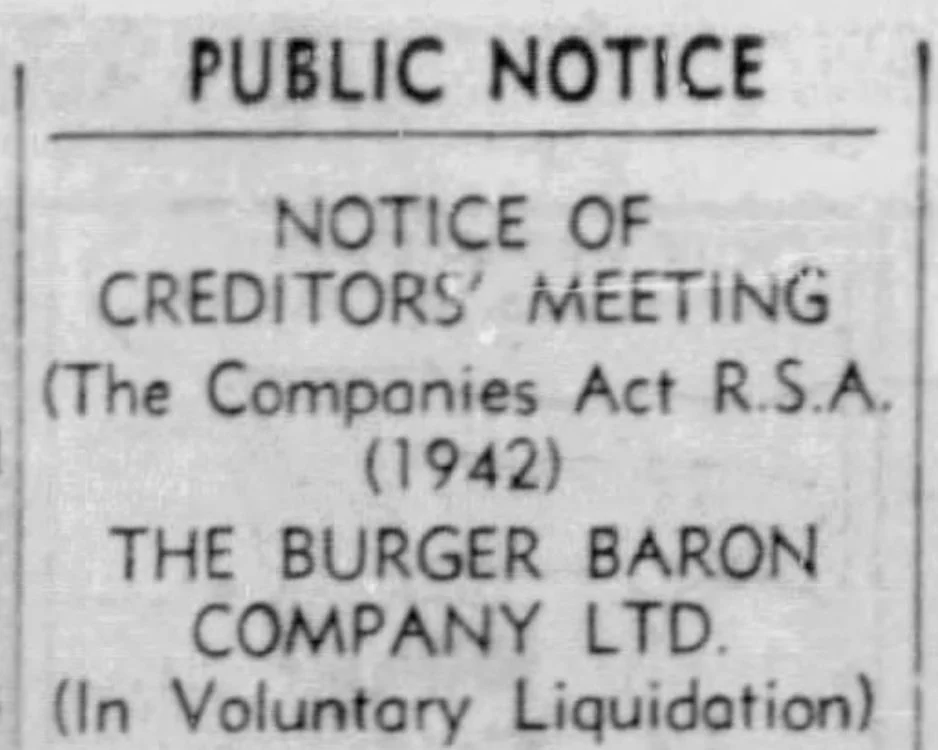 PUBLIC NOTICE
NOTICE OF
CREDITORS' MEETING
(The Companies Act R.S.A.
(1942)
THE BURGER BARON
COMPANY LTD.
(In Voluntary Liquidation)